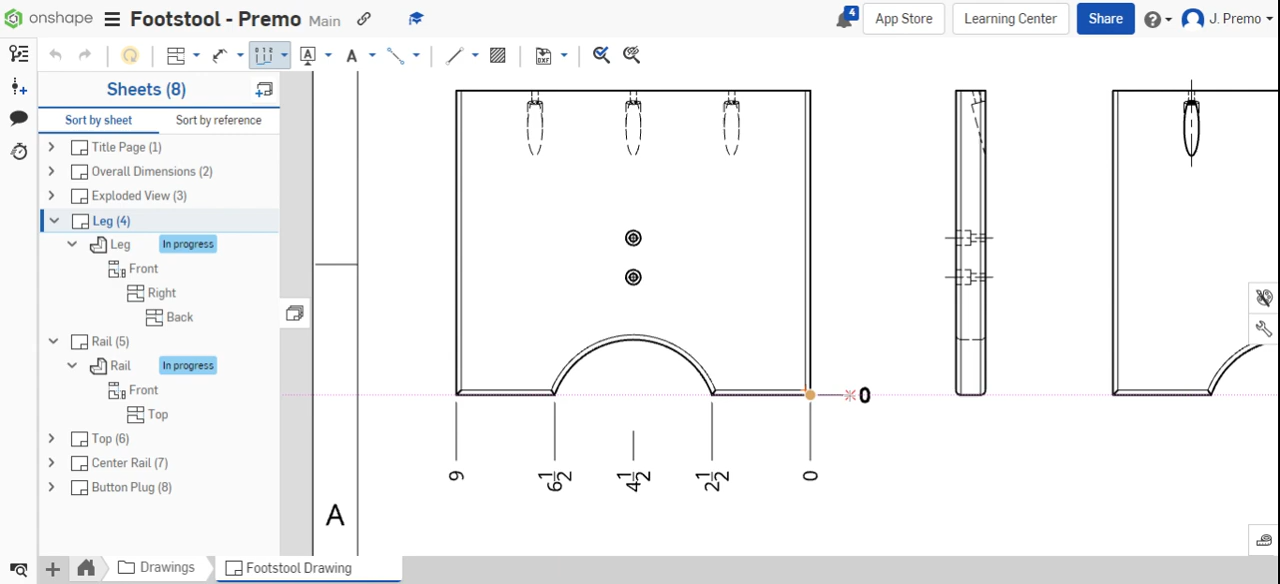 onshape Footstool - Premo Main 4 App Store Learning Center Share J. Premo
A A DXF
Sheets (8)
Sort by sheet Sort by reference
Title Page (1)
Overall Dimensions (2)
Exploded View (3)
Leg (4)
Leg In progress
Front
Right
Back
Rail (5)
Rail In progress
Front
Top
Top (6)
Center Rail (7)
Button Plug (8)
0
9 6 1/2 4 1/2 2 1/2 0
A
Drawings Footstool Drawing